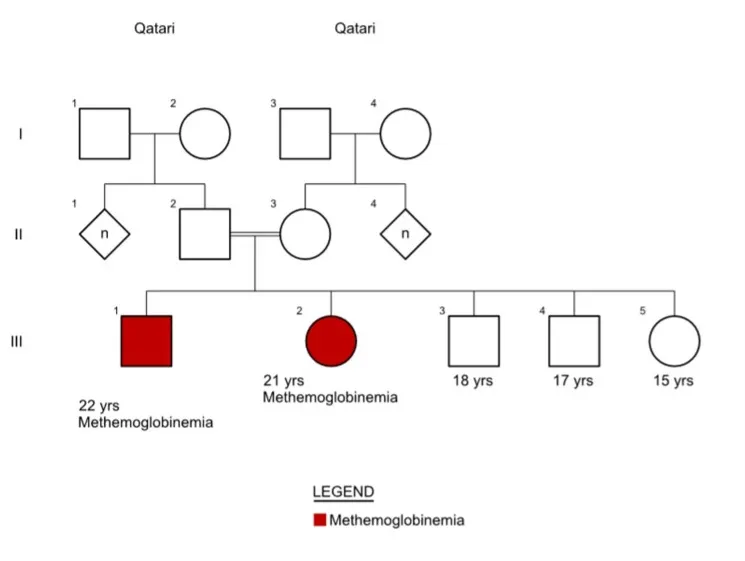 Qatari Qatari
1 2 3 4
I
1 2 3 4
II n n
1 2 3 4 5
III
21 yrs 18 yrs 17 yrs 15 yrs
Methemoglobinemia
22 yrs
Methemoglobinemia
LEGEND
Methemoglobinemia